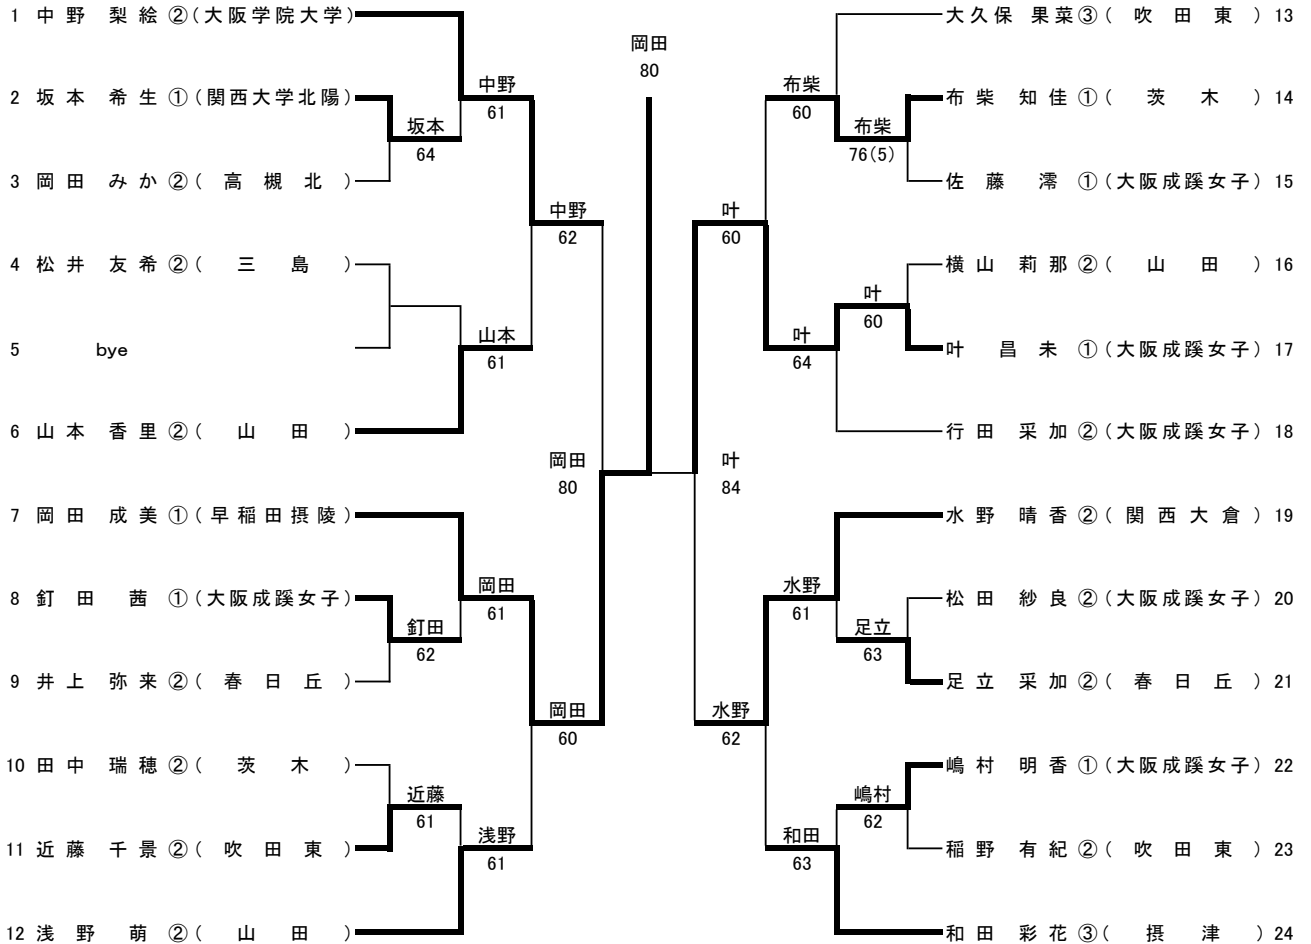 1 中野 梨絵 ② (大阪学院大学)
2 坂本 希生 ① (関西大学北陽)
3 岡田 みか ② ( 高槻北 )
4 松井 友希 ② ( 三島 )
5 bye
6 山本 香里 ② ( 山田 )
7 岡田 成美 ① (早稲田摂陵)
8 釘田 茜 ① (大阪成蹊女子)
9 井上 弥来 ② ( 春日丘 )
10 田中 瑞穂 ② ( 茨木 )
11 近藤 千景 ② ( 吹田東 )
12 浅野 萌 ② ( 山田 )
坂本
64
釘田
62
近藤
61
中野
61
山本
61
岡田
61
浅野
61
中野
62
岡田
60
岡田
80
岡田
80
叶
84
叶
60
水野
62
布柴
60
叶
64
水野
61
和田
63
布柴
76(5)
叶
60
足立
63
嶋村
62
大久保 果菜 ③ ( 吹田東 ) 13
布柴 知佳 ① ( 茨木 ) 14
佐藤 澪 ① (大阪成蹊女子) 15
横山 莉那 ② ( 山田 ) 16
叶 昌未 ① (大阪成蹊女子) 17
行田 采加 ② (大阪成蹊女子) 18
水野 晴香 ② ( 関西大倉 ) 19
松田 紗良 ② (大阪成蹊女子) 20
足立 采加 ② ( 春日丘 ) 21
嶋村 明香 ① (大阪成蹊女子) 22
稲野 有紀 ② ( 吹田東 ) 23
和田 彩花 ③ ( 摂津 ) 24